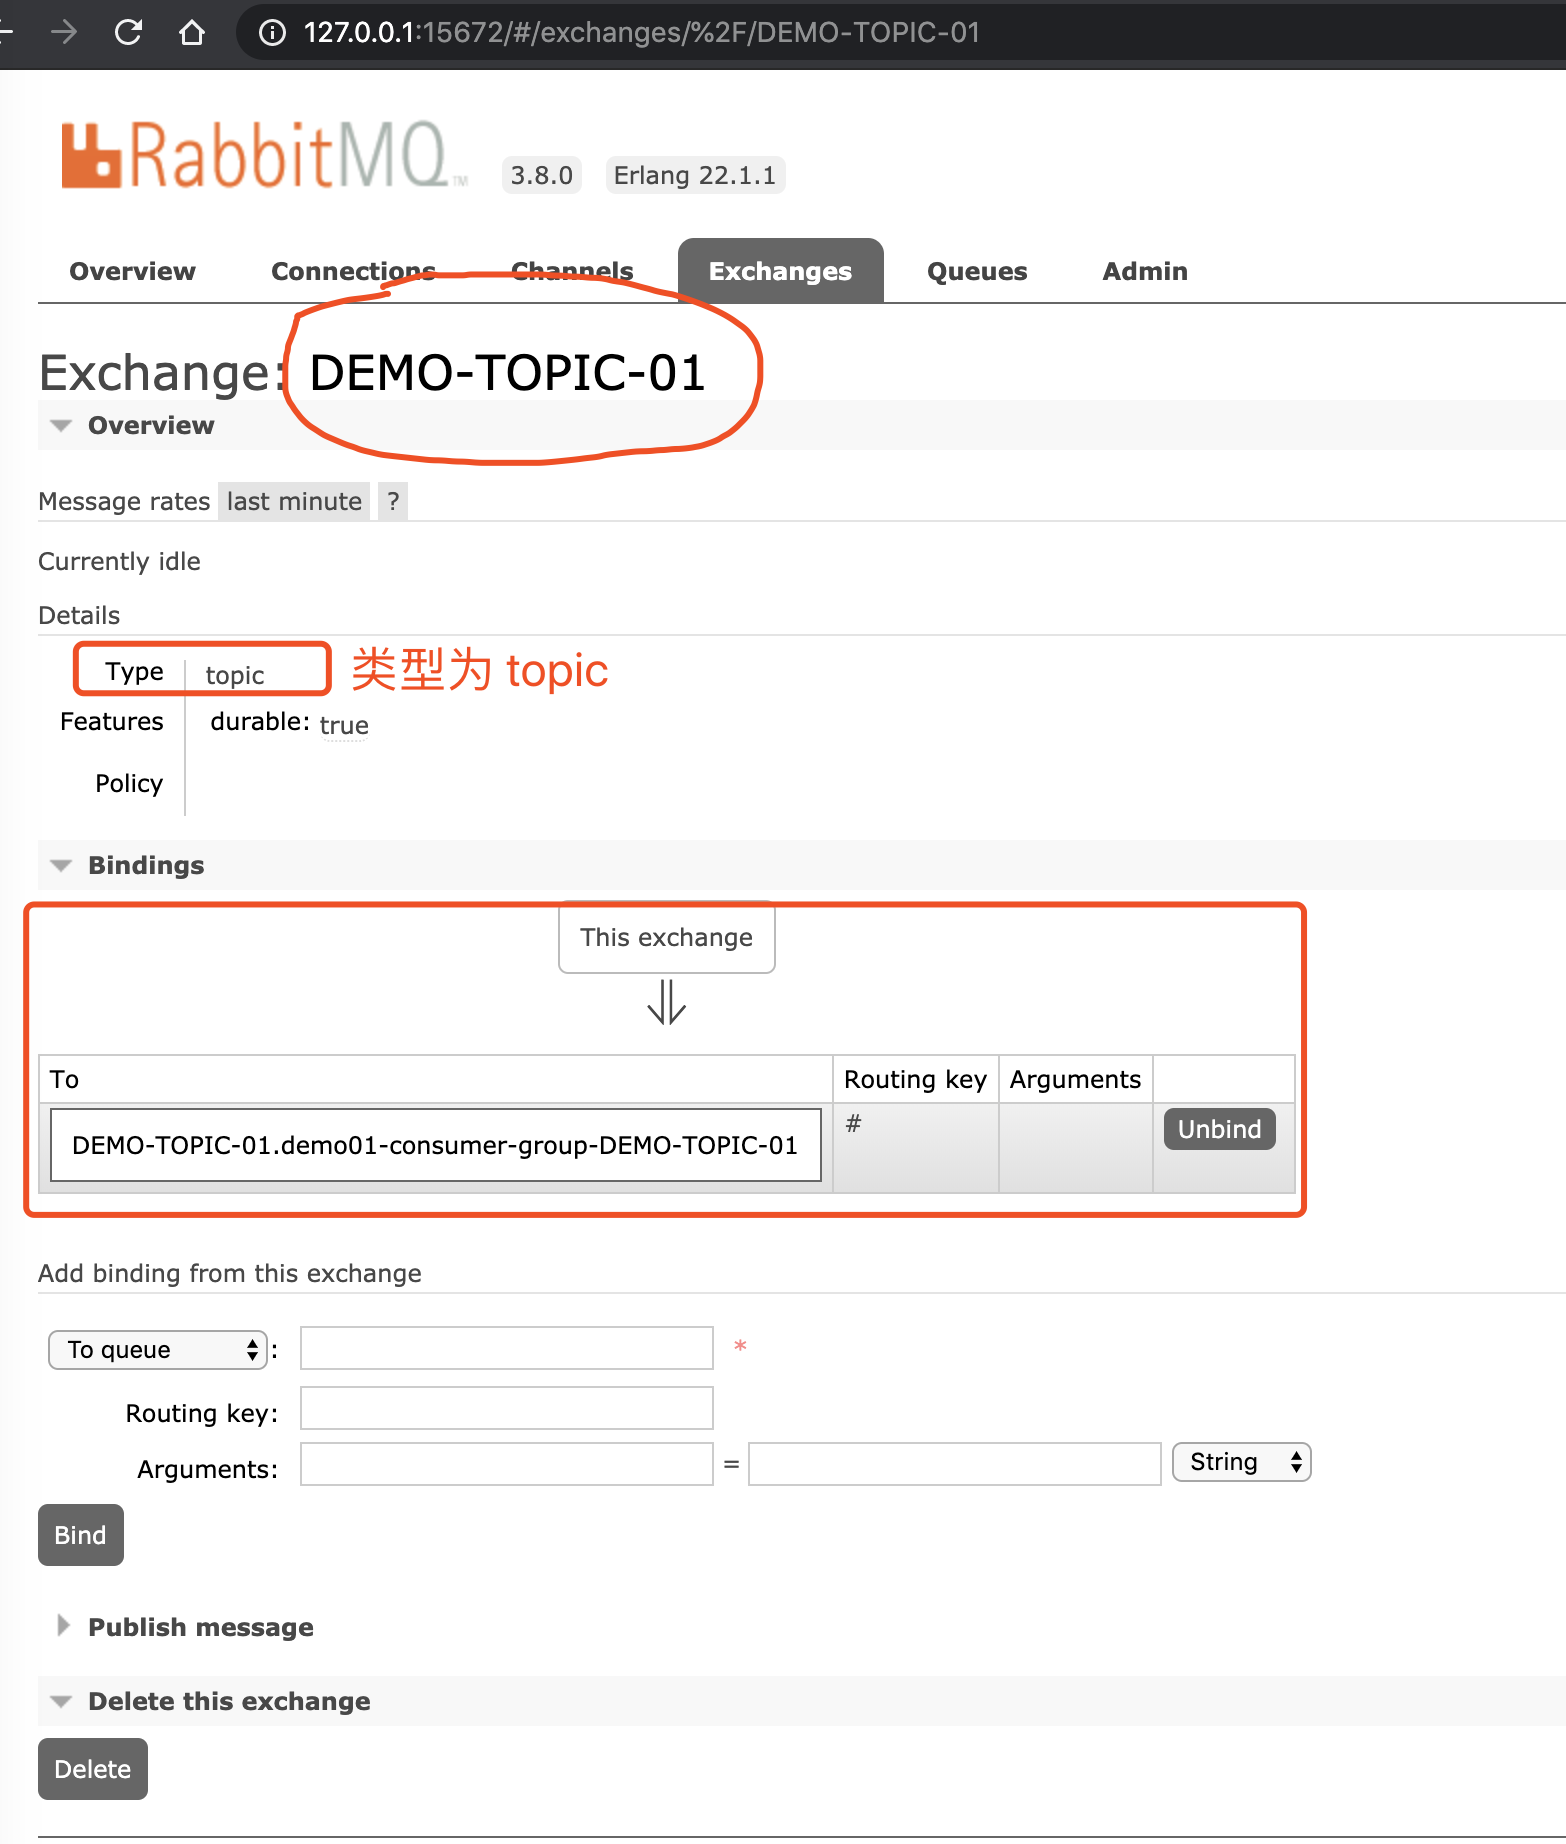 127.0.0.1:15672/#/exchanges/%2F/DEMO-TOPIC-01
RabbitMQ TM 3.8.0 Erlang 22.1.1
Overview Connections Channels Exchanges Queues Admin
Exchange: DEMO-TOPIC-01
Overview
Message rates last minute ?
Currently idle
Details
Type topic 类型为 topic
Features durable: true
Policy
Bindings
This exchange
⇓
To Routing key Arguments
DEMO-TOPIC-01.demo01-consumer-group-DEMO-TOPIC-01 # Unbind
Add binding from this exchange
To queue : *
Routing key:
Arguments: = String
Bind
Publish message
Delete this exchange
Delete